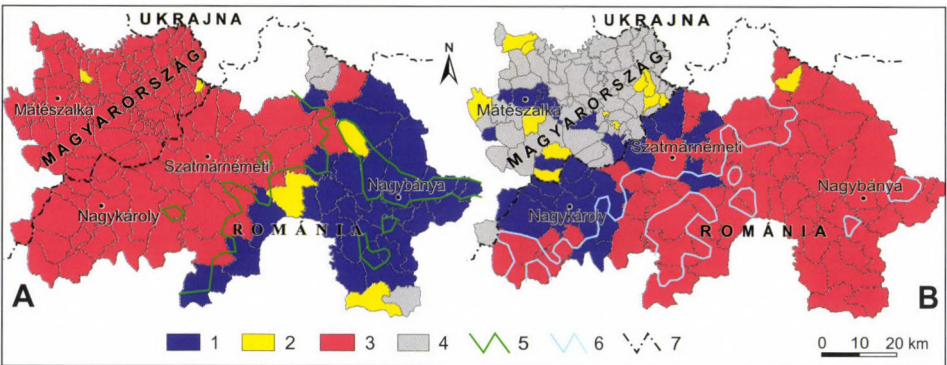 UKRAJNA
MAGYARORSZÁG
Mátészalka
Szatmárnémeti
Nagykároly
Nagybánya
ROMÁNIA
A
N
UKRAJNA
MAGYARORSZÁG
Mátészalka
Szatmárnémeti
Nagykároly
Nagybánya
ROMÁNIA
B
1 2 3 4 5 6 7
0 10 20 km